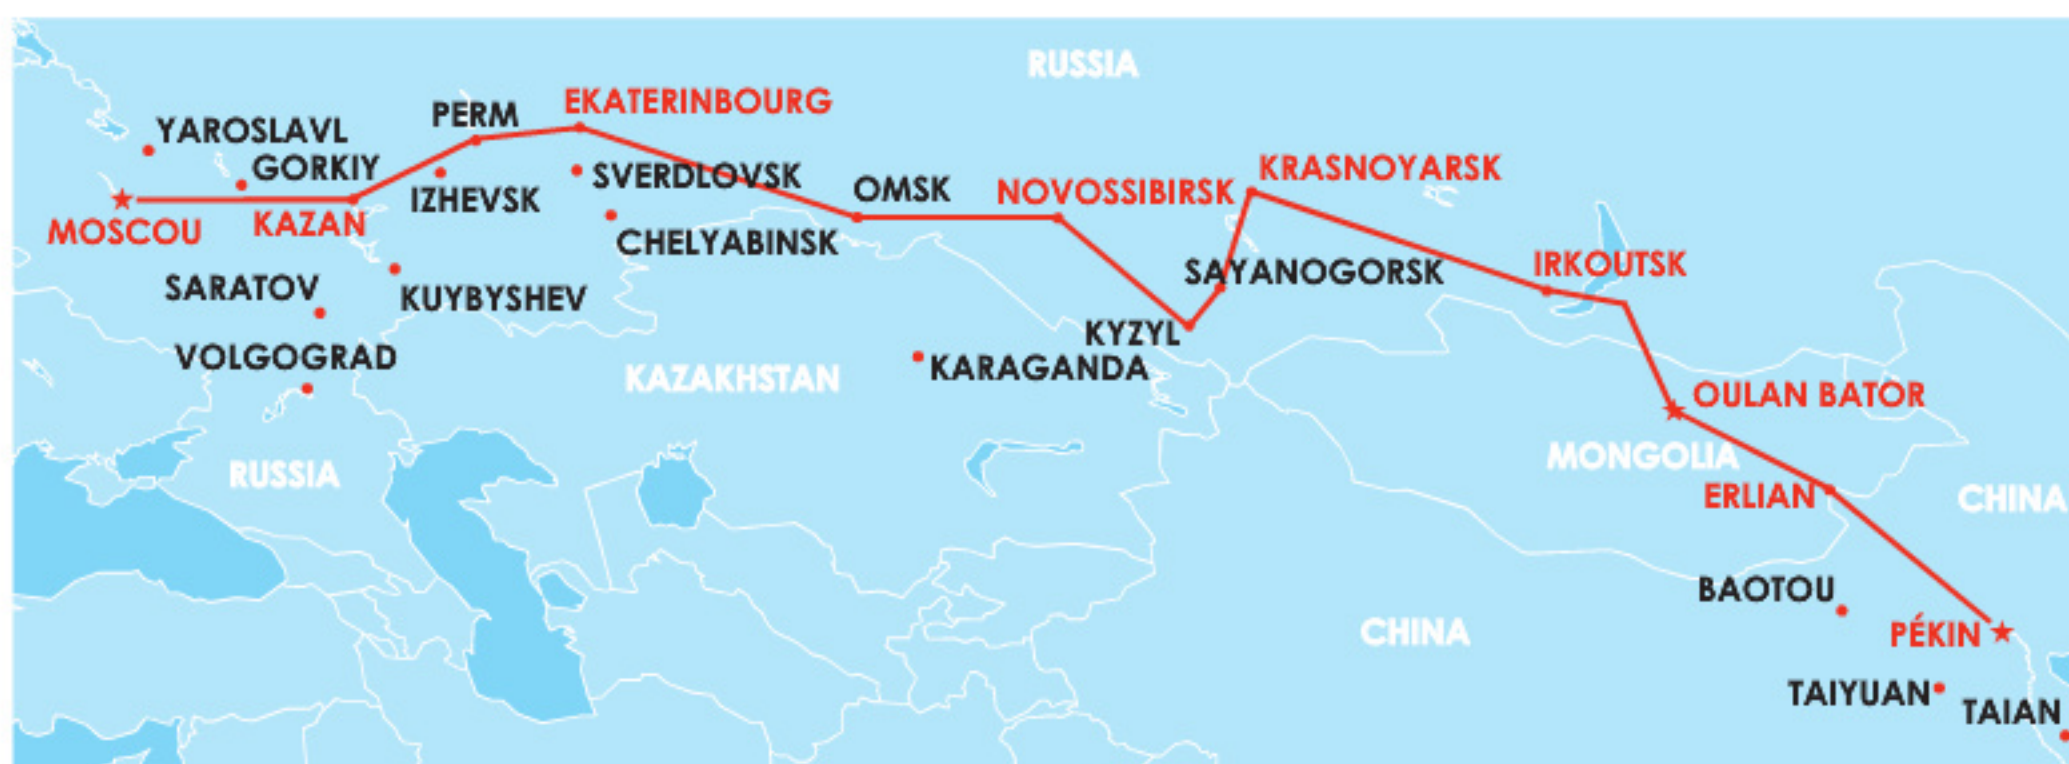 RUSSIA
EKATERINBOURG
PERM
YAROSLAVL
GORKIY
KRASNOYARSK
SVERDLOVSK
OMSK
NOVOSSIBIRSK
IZHEVSK
MOSCOU
KAZAN
CHELYABINSK
IRKOUTSK
SAYANOGORSK
SARATOV
KUYBYSHEV
KYZYL
VOLGOGRAD
KARAGANDA
KAZAKHSTAN
OULAN BATOR
MONGOLIA
RUSSIA
ERLIAN
CHINA
BAOTOU
CHINA
PÉKIN
TAIYUAN
TAIAN